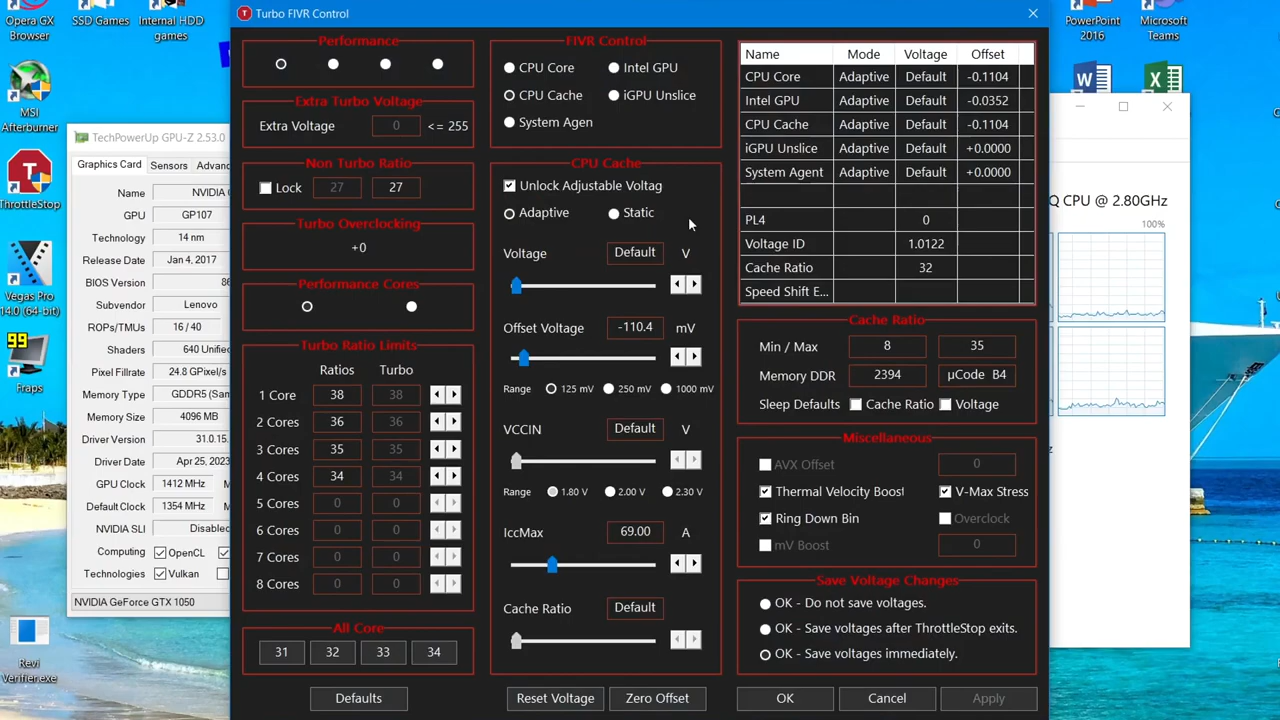 Opera GX
Browser
SSD Games
Internal HDD
games
PowerPoint
2016
Microsoft
Teams
MSI
Afterburner
ThrottleStop
Vegas Pro
14.0 (64-bit)
99
Fraps
Revi
Verifier.exe
TechPowerUp GPU-Z 2.53.0
Graphics Card
Sensors
Name
NVIDIA
GPU
GP107
Technology
14 nm
Release Date
Jan 4, 2017
BIOS Version
Subvendor
Lenovo
ROPs/TMUs
16 / 40
Shaders
640
Pixel Fillrate
24.8 GPixel/s
Memory Type
GDDR5
Memory Size
4096 MB
Driver Version
Driver Date
GPU Clock
1412 MHz
Default Clock
1354 MHz
NVIDIA SLI
Computing
OpenCL
Technologies
Vulkan
NVIDIA GeForce GTX 1050
Turbo FIVR Control
Performance
Extra Turbo Voltage
Extra Voltage 0 <= 255
Non Turbo Ratio
Lock 27 27
Turbo Overclocking
+0
Performance Cores
Turbo Ratio Limits
Ratios Turbo
1 Core 38 38
2 Cores 36 36
3 Cores 35 35
4 Cores 34 34
5 Cores 0 0
6 Cores 0 0
7 Cores 0 0
8 Cores 0 0
All Core
31 32 33 34
Defaults
FIVR Control
CPU Core Intel GPU
CPU Cache iGPU Unslice
System Agen
CPU Cache
Unlock Adjustable Voltag
Adaptive Static
Voltage Default V
Offset Voltage -110.4 mV
Range 125 mV 250 mV 1000 mV
VCCIN Default V
Range 1.80 V 2.00 V 2.30 V
IccMax 69.00 A
Cache Ratio Default
Reset Voltage Zero Offset
Name Mode Voltage Offset
CPU Core Adaptive Default -0.1104
Intel GPU Adaptive Default -0.0352
CPU Cache Adaptive Default -0.1104
iGPU Unslice Adaptive Default +0.0000
System Agent Adaptive Default +0.0000
PL4 0
Voltage ID 1.0122
Cache Ratio 32
Speed Shift E...
Cache Ratio
Min / Max 8 35
Memory DDR 2394 µCode B4
Sleep Defaults Cache Ratio Voltage
Miscellaneous
AVX Offset 0
Thermal Velocity Boost V-Max Stress
Ring Down Bin Overclock
mV Boost 0
Save Voltage Changes
OK - Do not save voltages.
OK - Save voltages after ThrottleStop exits.
OK - Save voltages immediately.
OK Cancel Apply
Q CPU @ 2.80GHz
100%